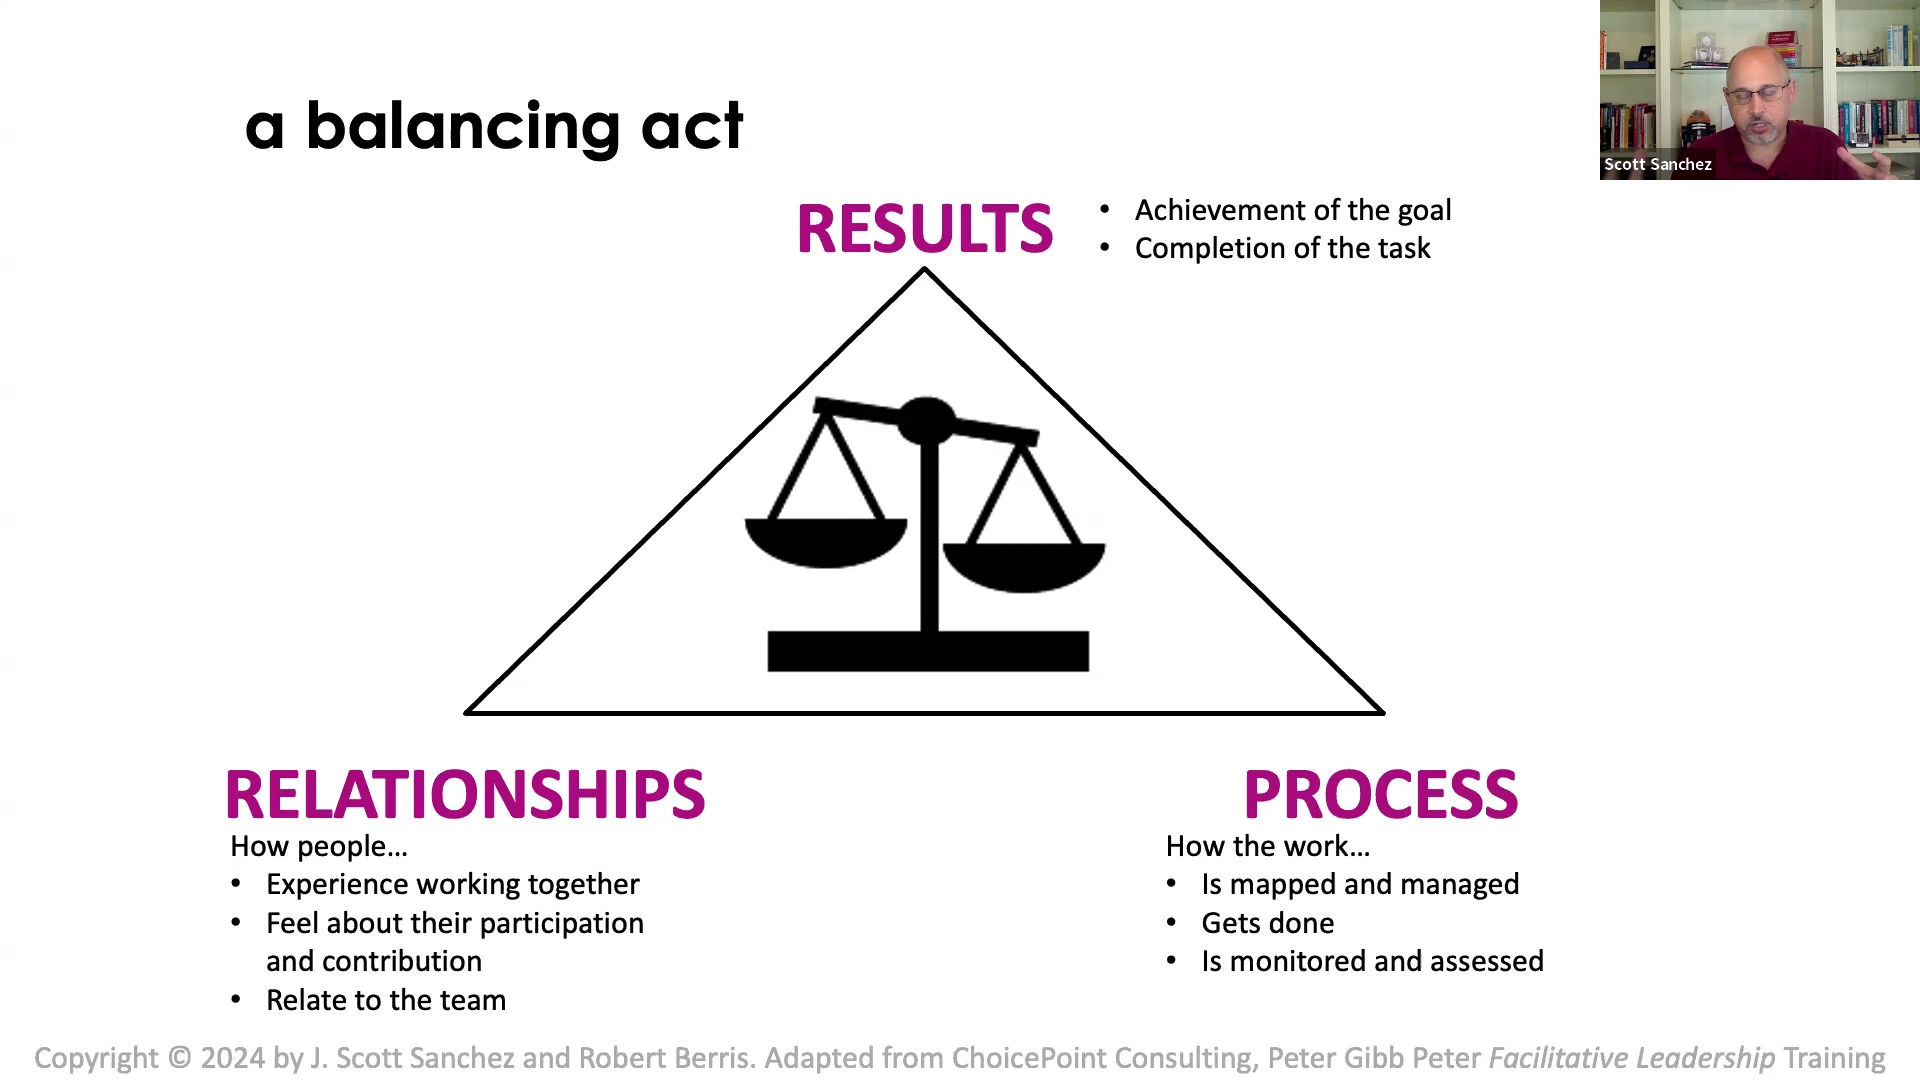 a balancing act
Scott Sanchez
RESULTS
• Achievement of the goal
• Completion of the task
RELATIONSHIPS
How people...
• Experience working together
• Feel about their participation
and contribution
• Relate to the team
PROCESS
How the work...
• Is mapped and managed
• Gets done
• Is monitored and assessed
Copyright © 2024 by J. Scott Sanchez and Robert Berris. Adapted from ChoicePoint Consulting, Peter Gibb Peter Facilitative Leadership Training